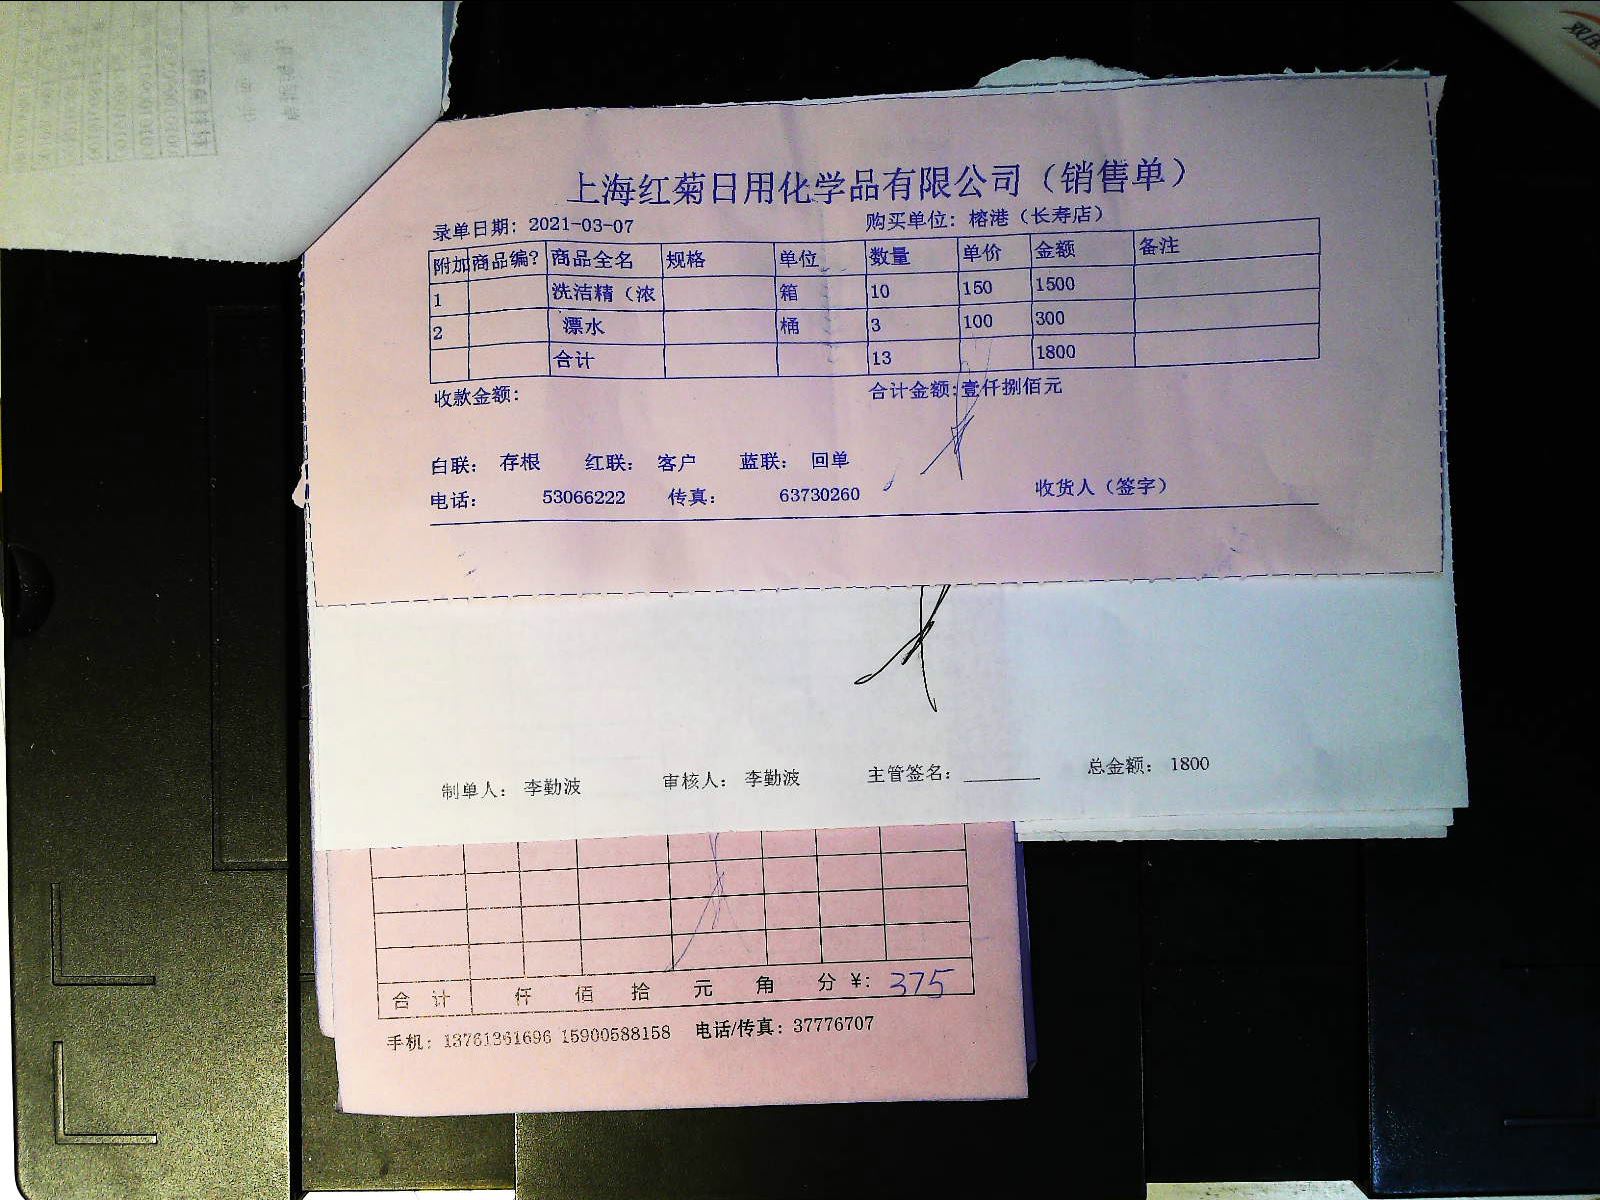 上海红菊日用化学品有限公司（销售单）
录单日期：2021-03-07 购买单位：榕港（长寿店）
附加 商品编? 商品全名 规格 单位 数量 单价 金额 备注
1 洗洁精（浓 箱 10 150 1500
2 漂水 桶 3 100 300
合计 13 1800
收款金额： 合计金额:壹仟捌佰元
白联： 存根 红联： 客户 蓝联： 回单
电话： 53066222 传真： 63730260 收货人（签字）
制单人： 李勤波 审核人： 李勤波 主管签名： 总金额： 1800
合 计 仟 佰 拾 元 角 分 ¥: 375
手机：13761361696 15900588158 电话/传真：37776707